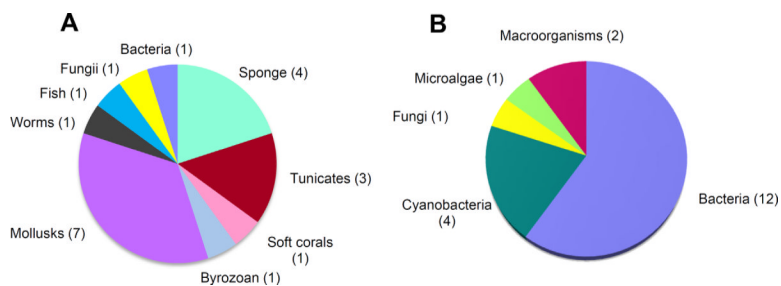 A
Bacteria (1)
Fungii (1)
Fish (1)
Worms (1)
Mollusks (7)
Sponge (4)
Tunicates (3)
Soft corals
(1)
Byrozoan (1)
B
Macroorganisms (2)
Microalgae (1)
Fungi (1)
Cyanobacteria
(4)
Bacteria (12)